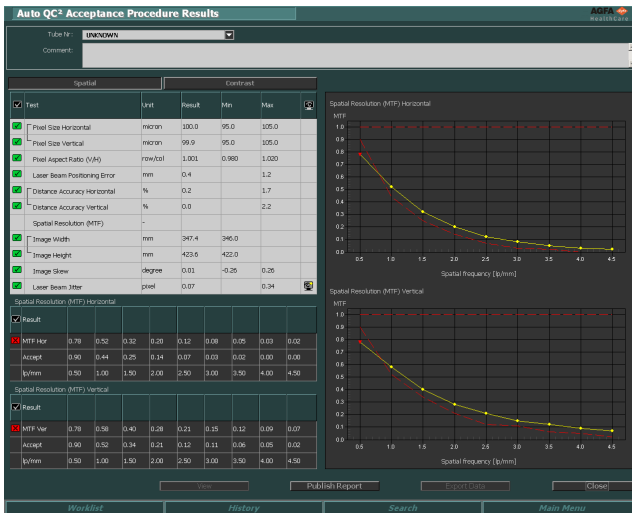 Auto QC² Acceptance Procedure Results
AGFA
HealthCare
Tube Nr: UNKNOWN
Comment:
Spatial Contrast
Test Unit Result Min Max
Pixel Size Horizontal micron 100.0 95.0 105.0
Pixel Size Vertical micron 99.9 95.0 105.0
Pixel Aspect Ratio (V/H) row/col 1.001 0.980 1.020
Laser Beam Positioning Error mm 0.4 1.2
Distance Accuracy Horizontal % 0.2 1.7
Distance Accuracy Vertical % 0.0 2.2
Spatial Resolution (MTF) -
Image Width mm 347.4 346.0
Image Height mm 423.6 422.0
Image Skew degree 0.01 -0.26 0.26
Laser Beam Jitter pixel 0.07 0.34
Spatial Resolution (MTF) Horizontal
Result
MTF Hor 0.78 0.52 0.32 0.20 0.12 0.08 0.05 0.03 0.02
Accept 0.90 0.44 0.25 0.14 0.07 0.03 0.02 0.00 0.00
lp/mm 0.50 1.00 1.50 2.00 2.50 3.00 3.50 4.00 4.50
Spatial Resolution (MTF) Vertical
Result
MTF Ver 0.78 0.58 0.40 0.28 0.21 0.15 0.12 0.09 0.07
Accept 0.90 0.52 0.34 0.21 0.12 0.11 0.06 0.05 0.02
lp/mm 0.50 1.00 1.50 2.00 2.50 3.00 3.50 4.00 4.50
Spatial Resolution (MTF) Horizontal
MTF
1.0
0.9
0.8
0.7
0.6
0.5
0.4
0.3
0.2
0.1
0.0
0.5 1.0 1.5 2.0 2.5 3.0 3.5 4.0 4.5
Spatial frequency [lp/mm]
Spatial Resolution (MTF) Vertical
MTF
1.0
0.9
0.8
0.7
0.6
0.5
0.4
0.3
0.2
0.1
0.0
0.5 1.0 1.5 2.0 2.5 3.0 3.5 4.0 4.5
Spatial frequency [lp/mm]
View Publish Report Export Data Close
Worklist History Search Main Menu